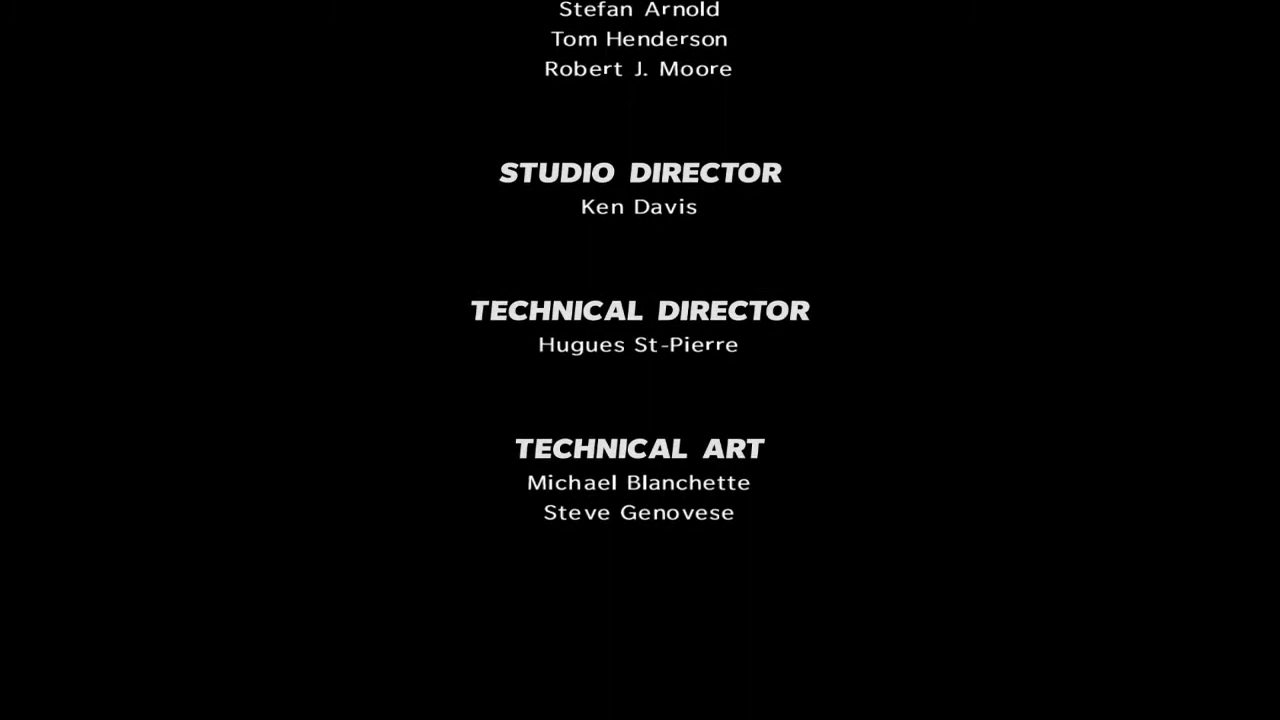 Stefan Arnold
Tom Henderson
Robert J. Moore
STUDIO DIRECTOR
Ken Davis
TECHNICAL DIRECTOR
Hugues St-Pierre
TECHNICAL ART
Michael Blanchette
Steve Genovese